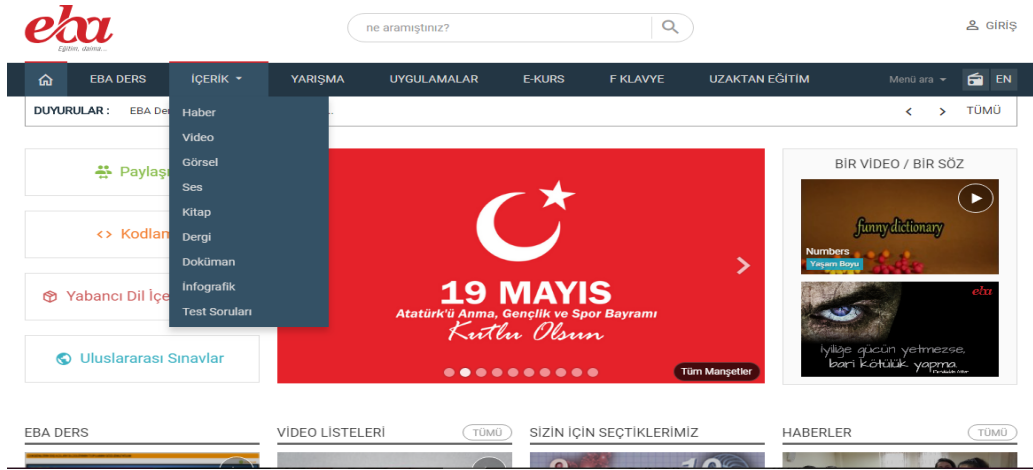 eba
Eğitim, daima...
ne aramıştınız?
GİRİŞ
EBA DERS İÇERİK YARIŞMA UYGULAMALAR E-KURS F KLAVYE UZAKTAN EĞİTİM Menü ara EN
DUYURULAR : EBA De ... < > TÜMÜ
Haber
Video
Görsel
Ses
Kitap
Dergi
Doküman
İnfografik
Test Soruları
Paylaşı
<> Kodlan
Yabancı Dil İçe
Uluslararası Sınavlar
19 MAYIS
Atatürk'ü Anma, Gençlik ve Spor Bayramı
Kutlu Olsun
Tüm Manşetler
BİR VİDEO / BİR SÖZ
funny dictionary
Numbers
Yaşam Boyu
eba
İyiliğe gücün yetmezse,
bari kötülük yapma.
EBA DERS
VİDEO LİSTELERİ TÜMÜ
SİZİN İÇİN SEÇTİKLERİMİZ
HABERLER TÜMÜ